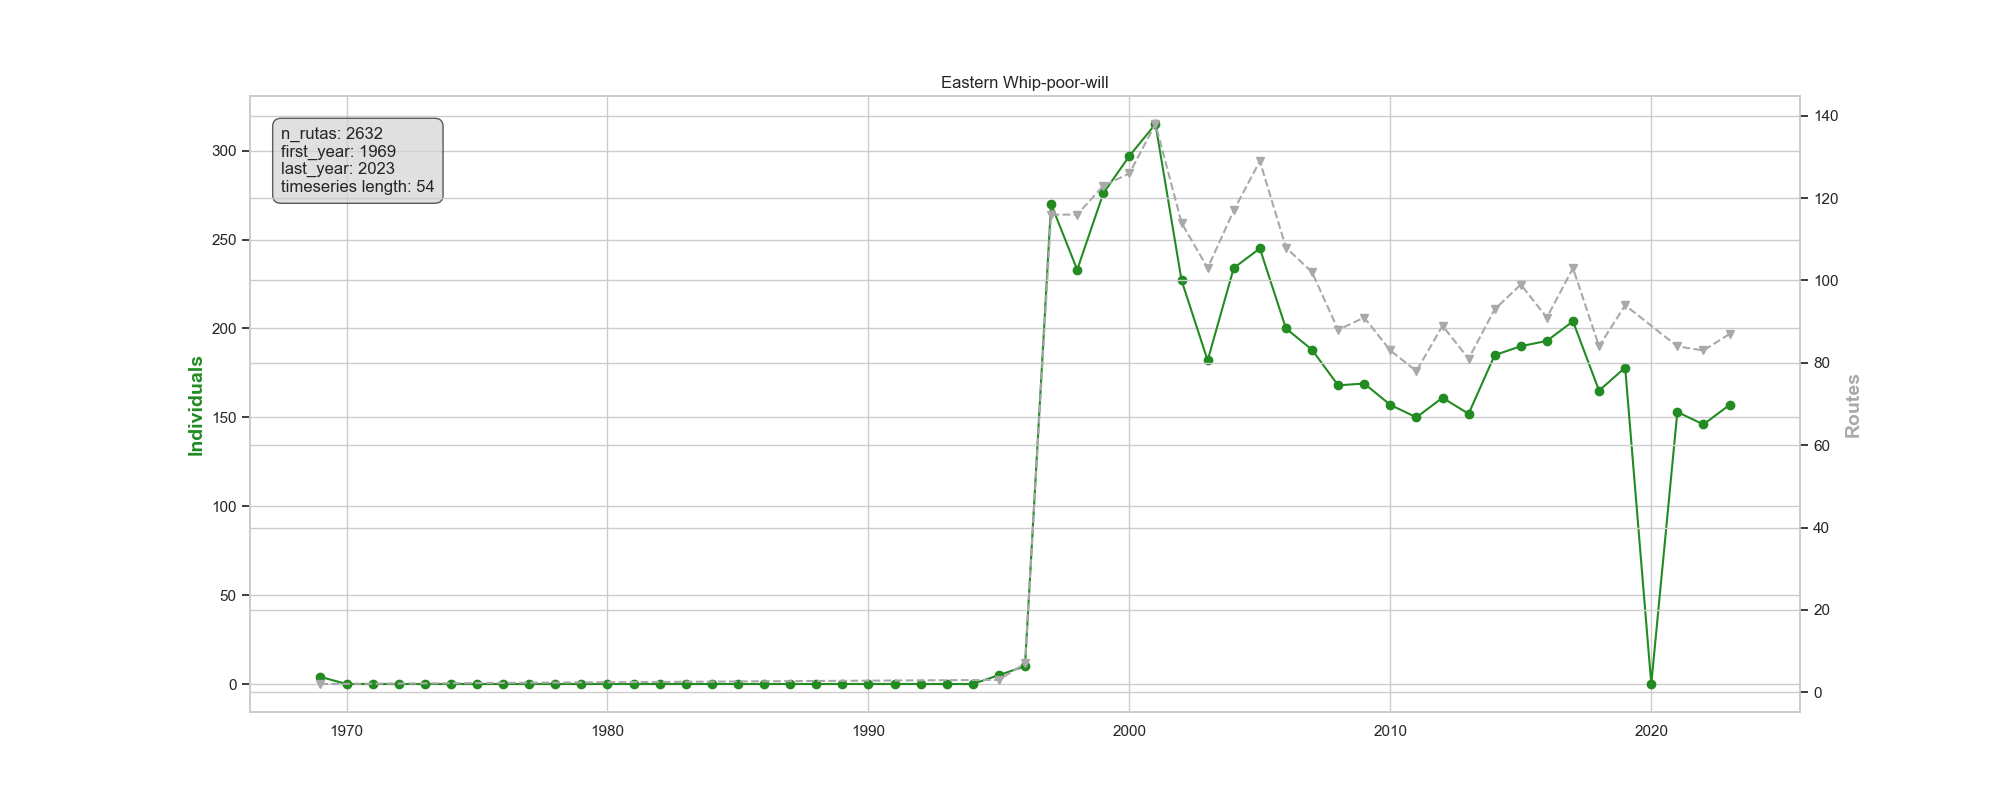 Eastern Whip-poor-will
n_rutas: 2632
first_year: 1969
last_year: 2023
timeseries length: 54
300
250
200
150
100
50
0
Individuals
140
120
100
80
60
40
20
0
Routes
1970 1980 1990 2000 2010 2020